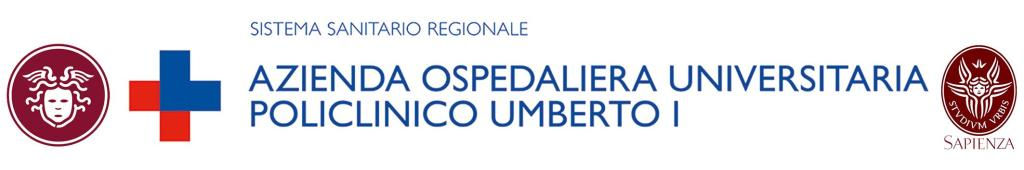 SISTEMA SANITARIO REGIONALE
AZIENDA OSPEDALIERA UNIVERSITARIA
POLICLINICO UMBERTO I
STVDIVM VRBIS
SAPIENZA